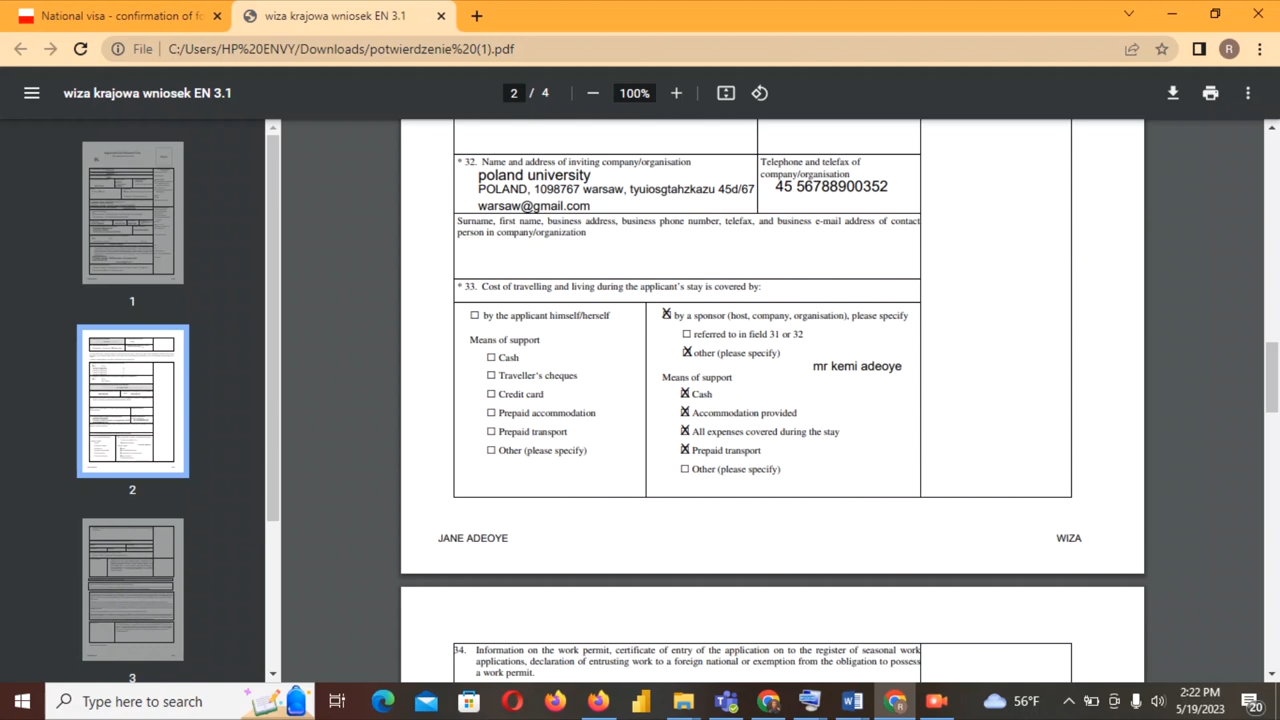 National visa - confirmation of fo
wiza krajowa wniosek EN 3.1
File
C:/Users/HP%20ENVY/Downloads/potwierdzenie%20(1).pdf
R
wiza krajowa wniosek EN 3.1
2 / 4
100%
1
2
3
* 32. Name and address of inviting company/organisation
poland university
POLAND, 1098767 warsaw, tyuiosgtahzkazu 45d/67
warsaw@gmail.com
Telephone and telefax of
company/organisation
45 56788900352
Surname, first name, business address, business phone number, telefax, and business e-mail address of contact
person in company/organization
* 33. Cost of travelling and living during the applicant's stay is covered by:
by the applicant himself/herself
Means of support
Cash
Traveller's cheques
Credit card
Prepaid accommodation
Prepaid transport
Other (please specify)
X by a sponsor (host, company, organisation), please specify
referred to in field 31 or 32
X other (please specify)
mr kemi adeoye
Means of support
X Cash
X Accommodation provided
X All expenses covered during the stay
X Prepaid transport
Other (please specify)
JANE ADEOYE
WIZA
34. Information on the work permit, certificate of entry of the application on to the register of seasonal work
applications, declaration of entrusting work to a foreign national or exemption from the obligation to possess
a work permit.
Type here to search
R
56°F
2:22 PM
5/19/2023
20